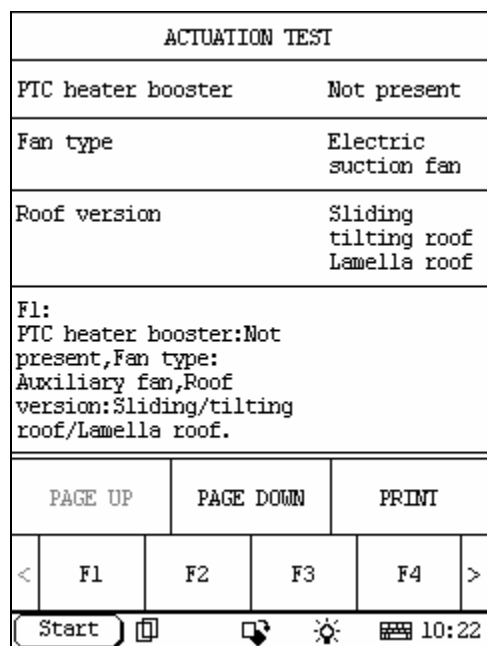 ACTUATION TEST
PTC heater booster Not present
Fan type Electric
suction fan
Roof version Sliding
tilting roof
Lamella roof
F1:
PTC heater booster:Not
present,Fan type:
Auxiliary fan,Roof
version:Sliding/tilting
roof/Lamella roof.
PAGE UP PAGE DOWN PRINT
< F1 F2 F3 F4 >
Start 10:22